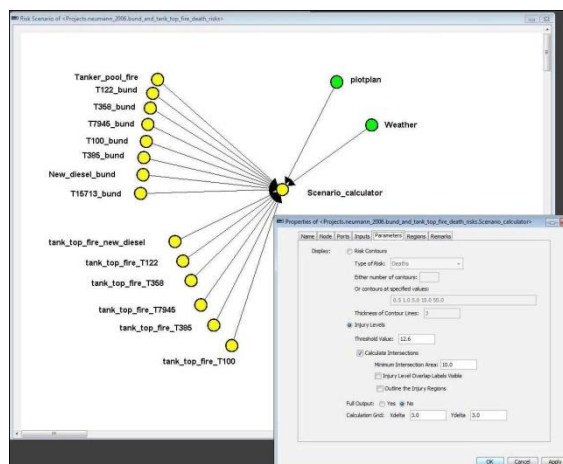 Risk Scenario of <Projects.neumann_2006.bund_and_tank_top_fire_death_risks>
Tanker_pool_fire
T122_bund
T358_bund
T7945_bund
T100_bund
T385_bund
New_diesel_bund
T15713_bund
plotplan
Weather
Scenario_calculator
tank_top_fire_new_diesel
tank_top_fire_T122
tank_top_fire_T358
tank_top_fire_T7945
tank_top_fire_T385
tank_top_fire_T100
Properties of <Projects.neumann_2006.bund_and_tank_top_fire_death_risks.Scenario_calculator>
Name Node Ports Inputs Parameters Regions Remarks
Display: Risk Contours
Type of Risk: Deaths
Either number of contours:
Or contours at specified values:
0.5 1.0 5.0 10.0 50.0
Thickness of Contour Lines: 3
Injury Levels
Threshold Value: 12.6
Calculate Intersections
Minimum Intersection Area: 10.0
Injury Level Overlap Labels Visible
Outline the Injury Regions
Full Output: Yes No
Calculation Grid: Xdelta 3.0 Ydelta 3.0
OK Cancel Apply